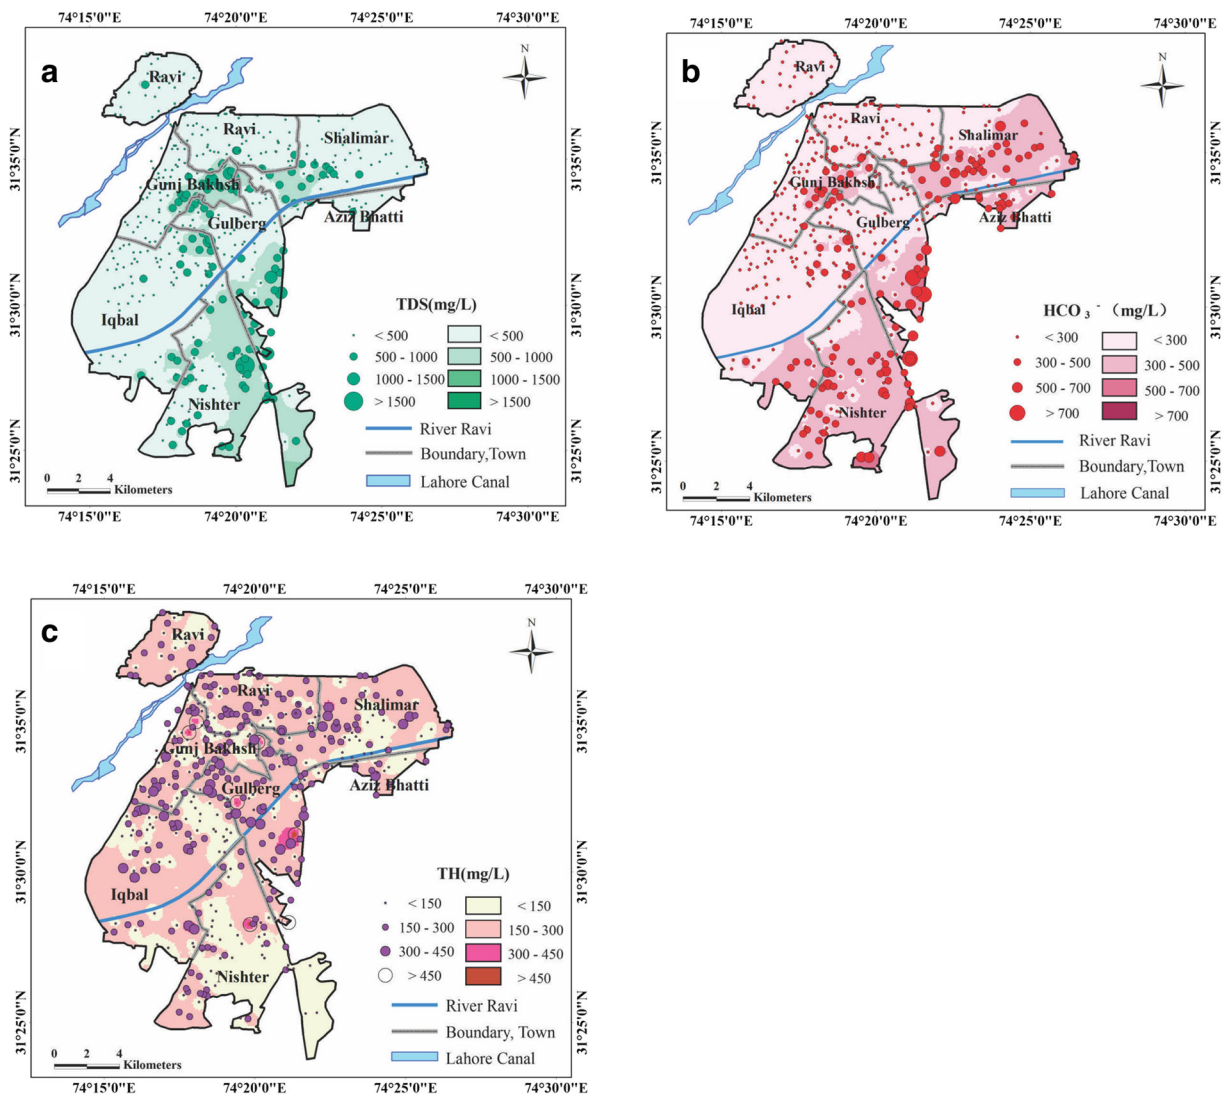 74°15'0"E 74°20'0"E 74°25'0"E 74°30'0"E
a
N
Ravi
Ravi
Shalimar
Gunj Bakhsh
Gulberg
Aziz Bhatti
Iqbal
Nishter
31°35'0"N
31°30'0"N
31°25'0"N
TDS(mg/L)
< 500 < 500
500 - 1000 500 - 1000
1000 - 1500 1000 - 1500
> 1500 > 1500
River Ravi
Boundary,Town
Lahore Canal
0 2 4
Kilometers
74°15'0"E 74°20'0"E 74°25'0"E 74°30'0"E
74°15'0"E 74°20'0"E 74°25'0"E 74°30'0"E
b
N
Ravi
Ravi
Shalimar
Gunj Bakhsh
Gulberg
Aziz Bhatti
Iqbal
Nishter
31°35'0"N 31°35'0"N
31°30'0"N 31°30'0"N
31°25'0"N 31°25'0"N
HCO₃⁻ (mg/L)
< 300 < 300
300 - 500 300 - 500
500 - 700 500 - 700
> 700 > 700
River Ravi
Boundary,Town
Lahore Canal
0 2 4
Kilometers
74°15'0"E 74°20'0"E 74°25'0"E 74°30'0"E
74°15'0"E 74°20'0"E 74°25'0"E 74°30'0"E
c
N
Ravi
Ravi
Shalimar
Gunj Bakhsh
Gulberg
Aziz Bhatti
Iqbal
Nishter
31°35'0"N 31°35'0"N
31°30'0"N 31°30'0"N
31°25'0"N 31°25'0"N
TH(mg/L)
< 150 < 150
150 - 300 150 - 300
300 - 450 300 - 450
> 450 > 450
River Ravi
Boundary, Town
Lahore Canal
0 2 4
Kilometers
74°15'0"E 74°20'0"E 74°25'0"E 74°30'0"E